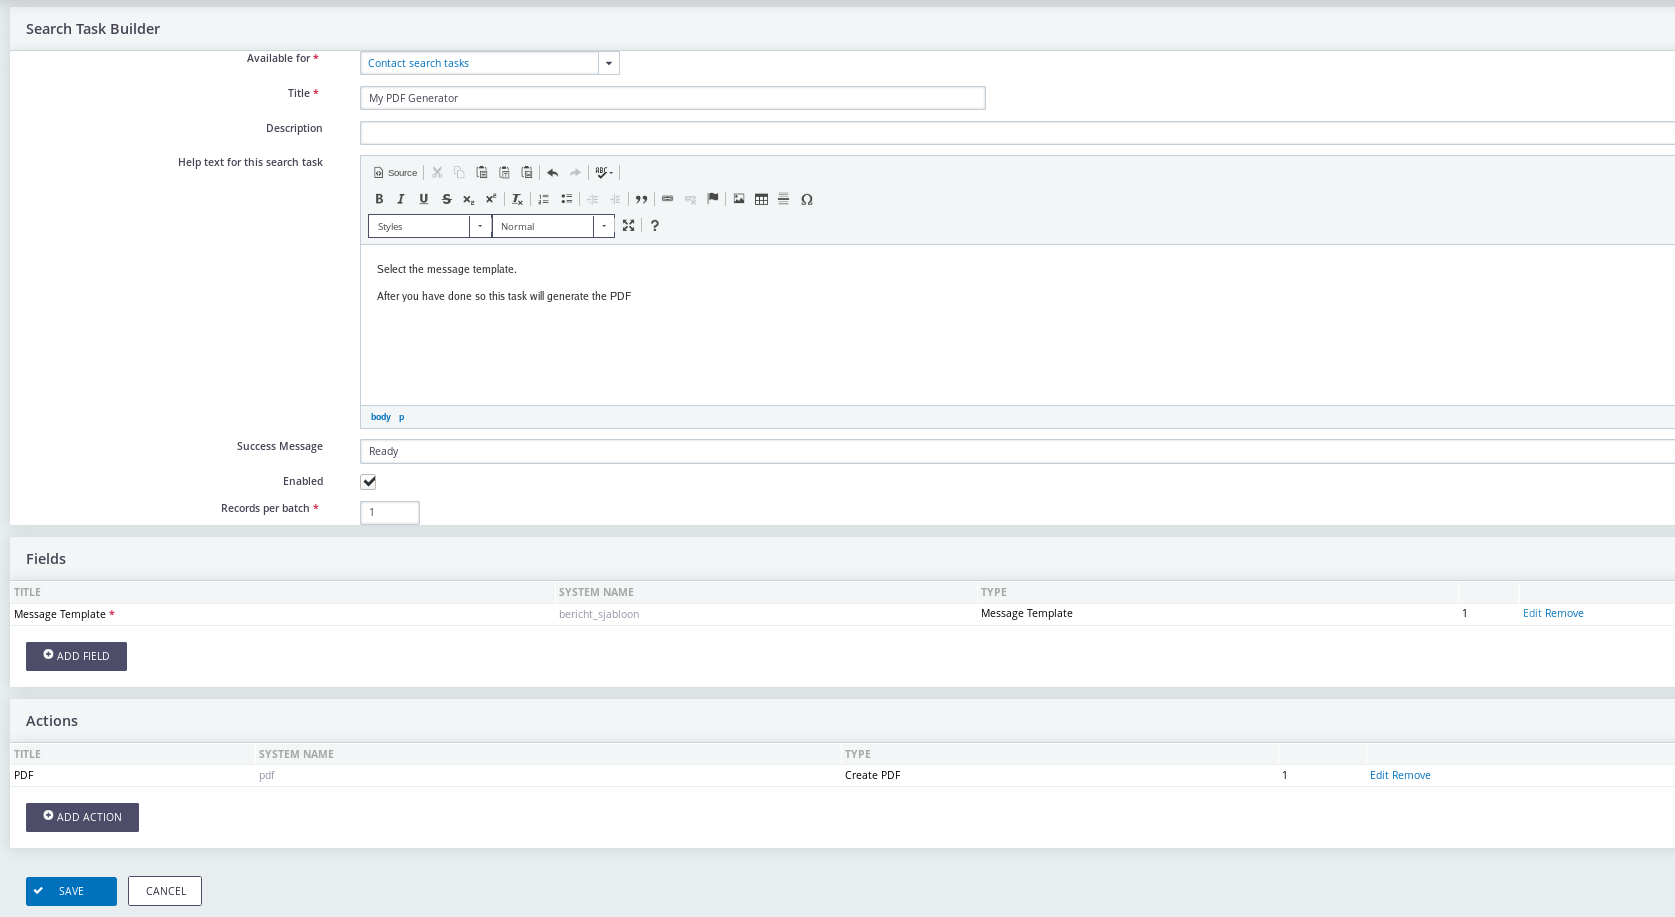 Search Task Builder
Available for *
Contact search tasks
Title *
My PDF Generator
Description
Help text for this search task
Source
ABC
B I U S x₂ x² Tx
Ω
Styles Normal ?
Select the message template.
After you have done so this task will generate the PDF
body p
Success Message
Ready
Enabled
Records per batch *
1
Fields
TITLE SYSTEM NAME TYPE
Message Template * bericht_sjabloon Message Template 1 Edit Remove
ADD FIELD
Actions
TITLE SYSTEM NAME TYPE
PDF pdf Create PDF 1 Edit Remove
ADD ACTION
SAVE CANCEL